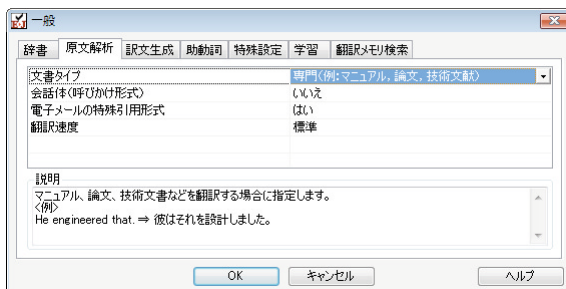 一般
辞書 原文解析 訳文生成 助動詞 特殊設定 学習 翻訳メモリ検索
文書タイプ 専門(例:マニュアル, 論文, 技術文献)
会話体(呼びかけ形式) いいえ
電子メールの特殊引用形式 はい
翻訳速度 標準
説明
マニュアル、論文、技術文書などを翻訳する場合に指定します。
<例>
He engineered that. ⇒ 彼はそれを設計しました。
OK キャンセル ヘルプ